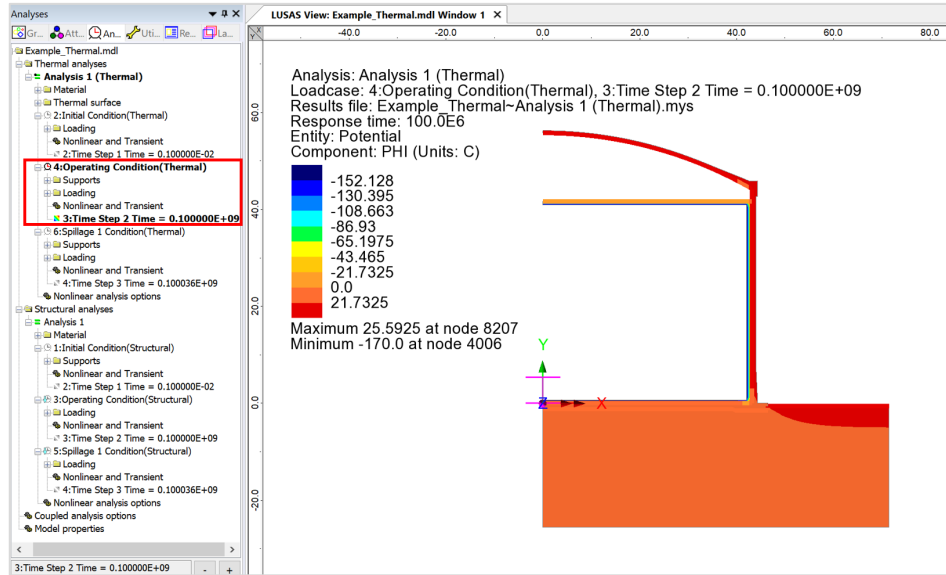 Analyses
Gr... Att... An... Uti... Re... La...
Example_Thermal.mdl
Thermal analyses
Analysis 1 (Thermal)
Material
Thermal surface
2:Initial Condition(Thermal)
Loading
Nonlinear and Transient
2:Time Step 1 Time = 0.100000E-02
4:Operating Condition(Thermal)
Supports
Loading
Nonlinear and Transient
3:Time Step 2 Time = 0.100000E+09
6:Spillage 1 Condition(Thermal)
Supports
Loading
Nonlinear and Transient
4:Time Step 3 Time = 0.100036E+09
Nonlinear analysis options
Structural analyses
Analysis 1
Material
1:Initial Condition(Structural)
Supports
Loading
Nonlinear and Transient
2:Time Step 1 Time = 0.100000E-02
3:Operating Condition(Structural)
Loading
Nonlinear and Transient
3:Time Step 2 Time = 0.100000E+09
5:Spillage 1 Condition(Structural)
Loading
Nonlinear and Transient
4:Time Step 3 Time = 0.100036E+09
Nonlinear analysis options
Coupled analysis options
Model properties
3:Time Step 2 Time = 0.100000E+09 - +
LUSAS View: Example_Thermal.mdl Window 1 X
Y X -40.0 -20.0 0.0 20.0 40.0 60.0 80.0
60.0
40.0
20.0
0.0
-20.0
Analysis: Analysis 1 (Thermal)
Loadcase: 4:Operating Condition(Thermal), 3:Time Step 2 Time = 0.100000E+09
Results file: Example_Thermal~Analysis 1 (Thermal).mys
Response time: 100.0E6
Entity: Potential
Component: PHI (Units: C)
-152.128
-130.395
-108.663
-86.93
-65.1975
-43.465
-21.7325
0.0
21.7325
Maximum 25.5925 at node 8207
Minimum -170.0 at node 4006
Y
Z X